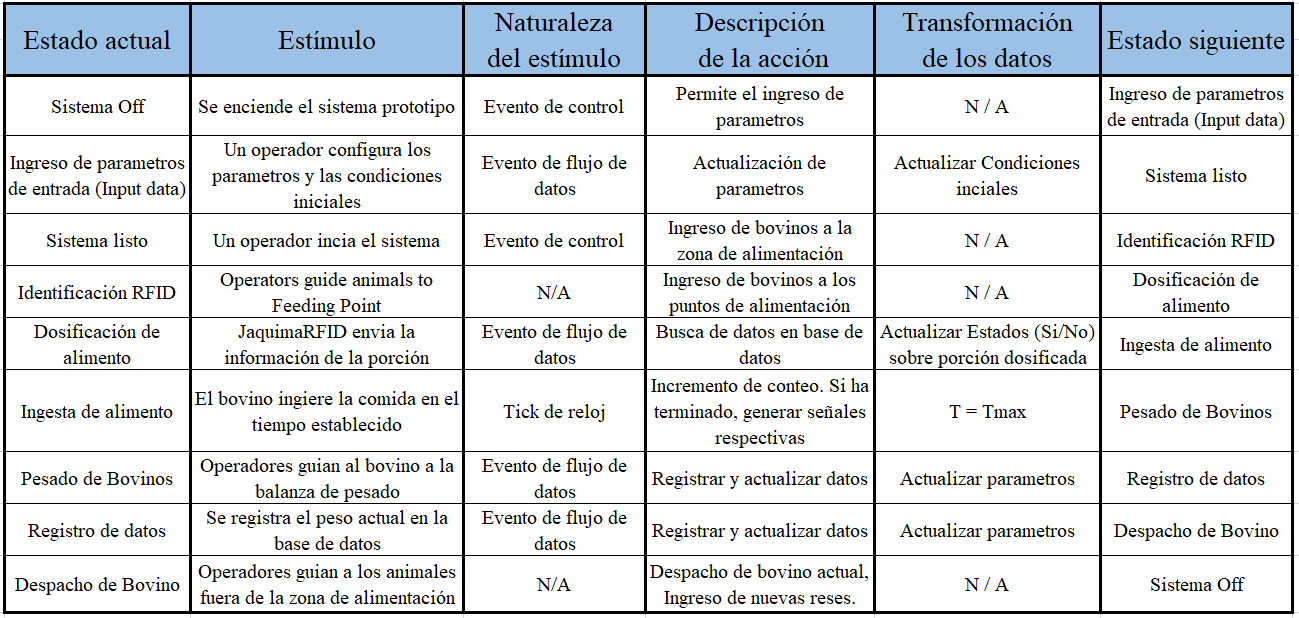 Estado actual
Estímulo
Naturaleza
del estímulo
Descripción
de la acción
Transformación
de los datos
Estado siguiente
Sistema Off
Se enciende el sistema prototipo
Evento de control
Permite el ingreso de
parametros
N / A
Ingreso de parametros
de entrada (Input data)
Ingreso de parametros
de entrada (Input data)
Un operador configura los
parametros y las condiciones
iniciales
Evento de flujo de
datos
Actualización de
parametros
Actualizar Condiciones
inciales
Sistema listo
Sistema listo
Un operador incia el sistema
Evento de control
Ingreso de bovinos a la
zona de alimentación
N / A
Identificación RFID
Identificación RFID
Operators guide animals to
Feeding Point
N/A
Ingreso de bovinos a los
puntos de alimentación
N / A
Dosificación de
alimento
Dosificación de
alimento
JaquimaRFID envia la
información de la porción
Evento de flujo de
datos
Busca de datos en base de
datos
Actualizar Estados (Si/No)
sobre porción dosificada
Ingesta de alimento
Ingesta de alimento
El bovino ingiere la comida en el
tiempo establecido
Tick de reloj
Incremento de conteo. Si ha
terminado, generar señales
respectivas
T = Tmax
Pesado de Bovinos
Pesado de Bovinos
Operadores guian al bovino a la
balanza de pesado
Evento de flujo de
datos
Registrar y actualizar datos
Actualizar parametros
Registro de datos
Registro de datos
Se registra el peso actual en la
base de datos
Evento de flujo de
datos
Registrar y actualizar datos
Actualizar parametros
Despacho de Bovino
Despacho de Bovino
Operadores guian a los animales
fuera de la zona de alimentación
N/A
Despacho de bovino actual,
Ingreso de nuevas reses.
N / A
Sistema Off